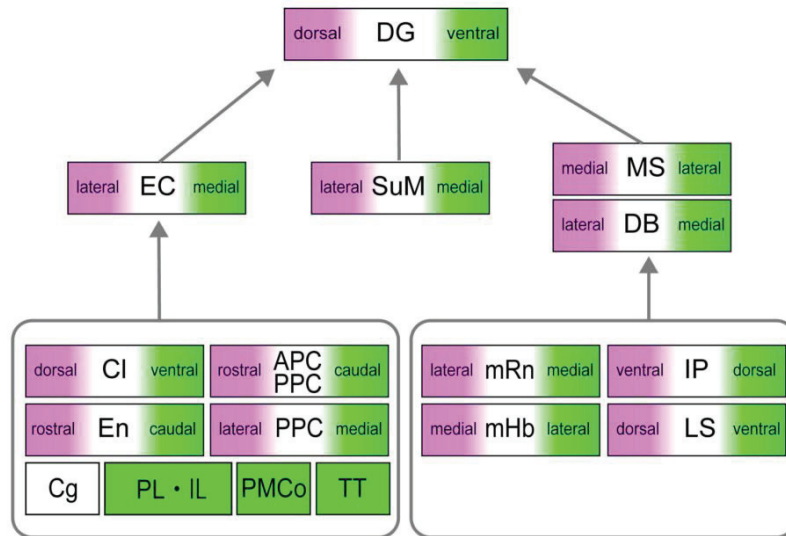 dorsal DG ventral
lateral EC medial
lateral SuM medial
medial MS lateral
lateral DB medial
dorsal Cl ventral
rostral APC PPC caudal
rostral En caudal
lateral PPC medial
Cg PL・IL PMCo TT
lateral mRn medial
ventral IP dorsal
medial mHb lateral
dorsal LS ventral